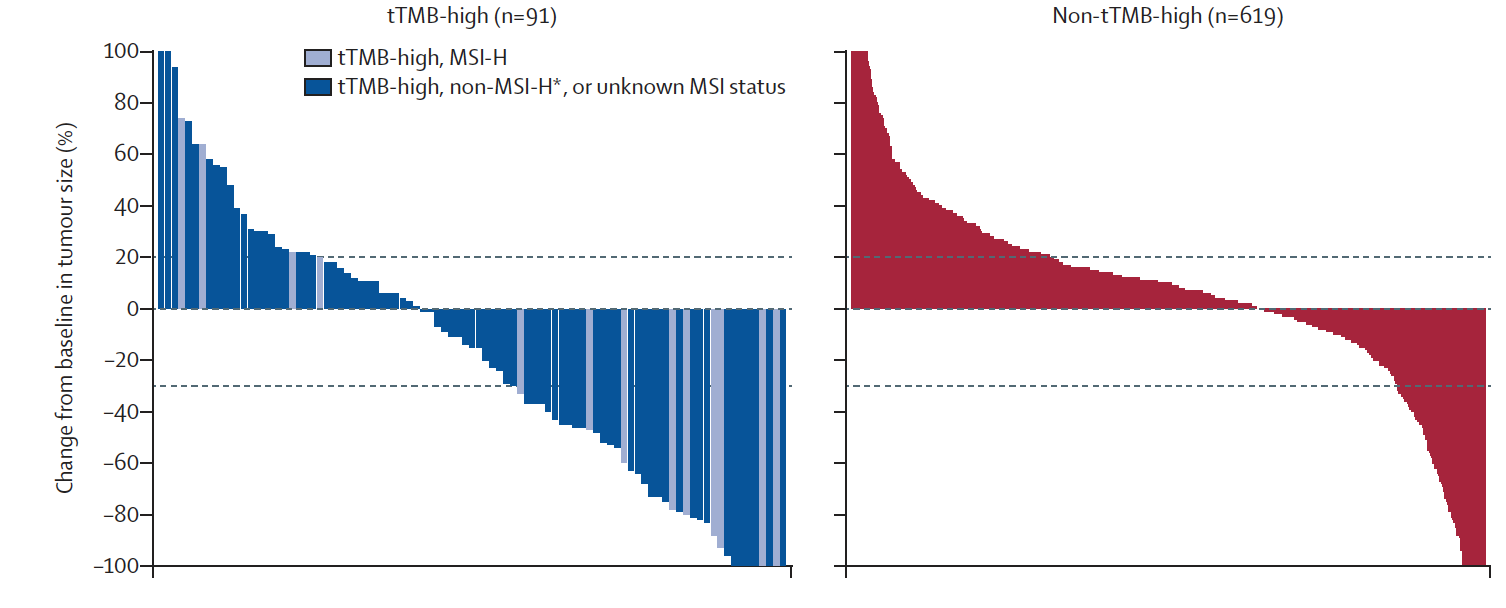 tTMB-high (n=91)
Non-tTMB-high (n=619)
tTMB-high, MSI-H
tTMB-high, non-MSI-H*, or unknown MSI status
Change from baseline in tumour size (%)
100
80
60
40
20
0
–20
–40
–60
–80
–100